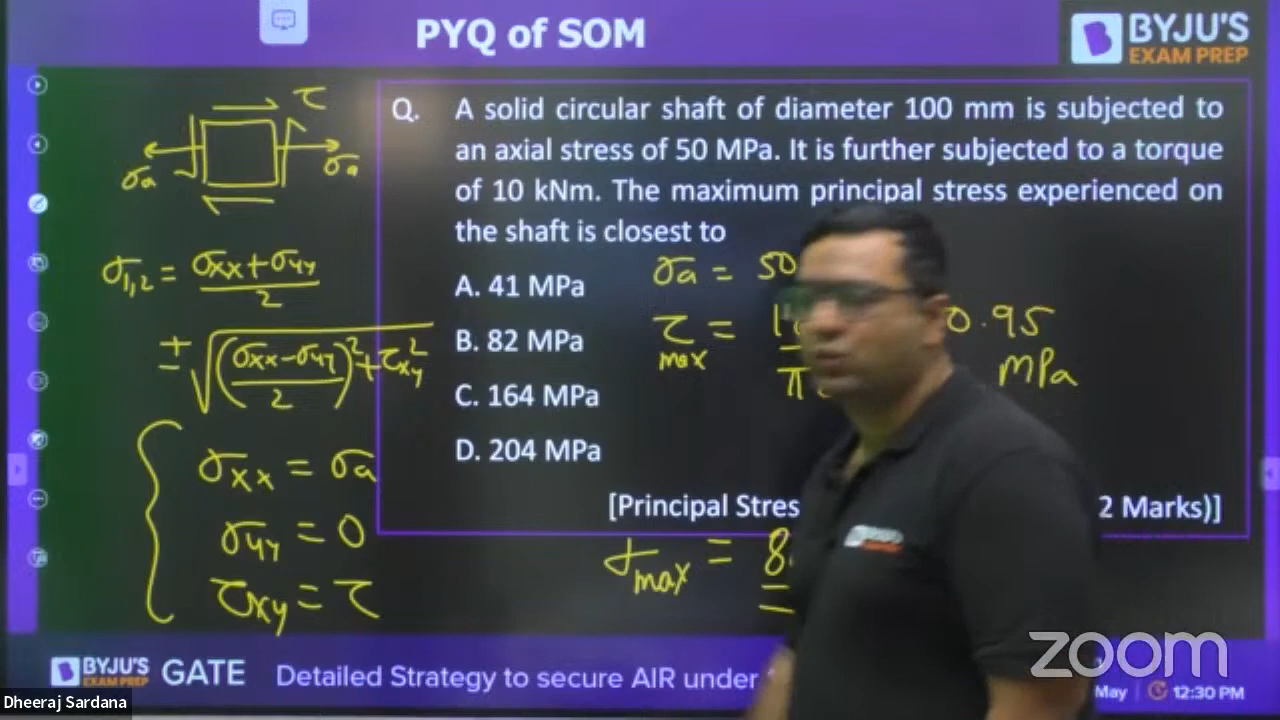 PYQ of SOM
BYJU'S
EXAM PREP
τ
σa
σa
Q. A solid circular shaft of diameter 100 mm is subjected to
an axial stress of 50 MPa. It is further subjected to a torque
of 10 kNm. The maximum principal stress experienced on
the shaft is closest to
A. 41 MPa
B. 82 MPa
C. 164 MPa
D. 204 MPa
σa = 50
τmax =
π
0.95
MPa
[Principal Stres
2 Marks)]
σmax = 8
σ1,2 = (σxx + σyy)/2
± √(((σxx − σyy)/2)² + τxy²)
σxx = σa
σyy = 0
τxy = τ
BYJU'S
EXAM PREP
GATE
Detailed Strategy to secure AIR under
May
12:30 PM
zoom
Dheeraj Sardana